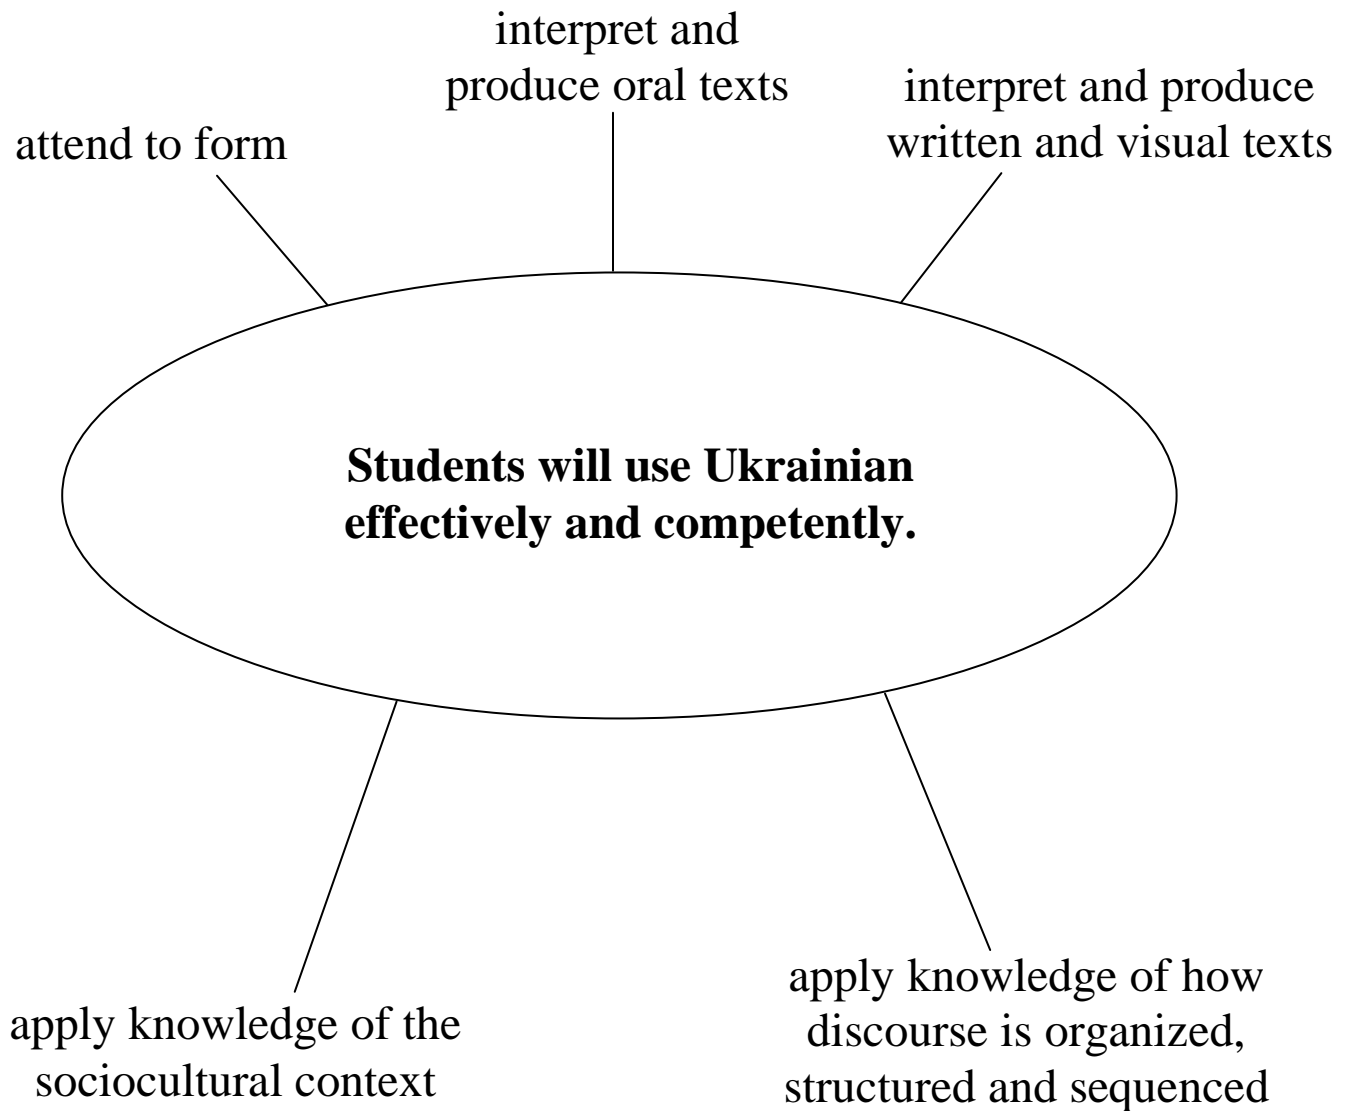 interpret and
produce oral texts
interpret and produce
written and visual texts
attend to form
Students will use Ukrainian
effectively and competently.
apply knowledge of the
sociocultural context
apply knowledge of how
discourse is organized,
structured and sequenced